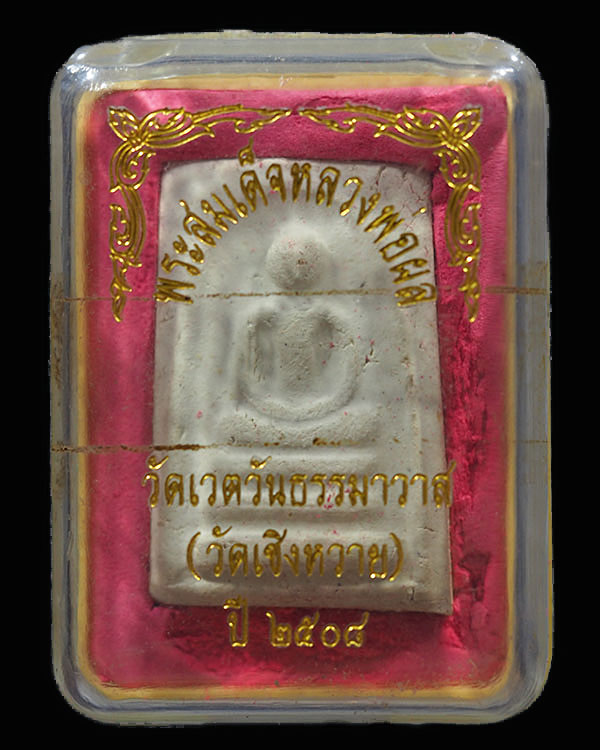 พระสมเด็จหลวงพ่อผล
วัดเวตวันธรรมาวาส
(วัดเชิงหวาย)
ปี ๒๕๐๘